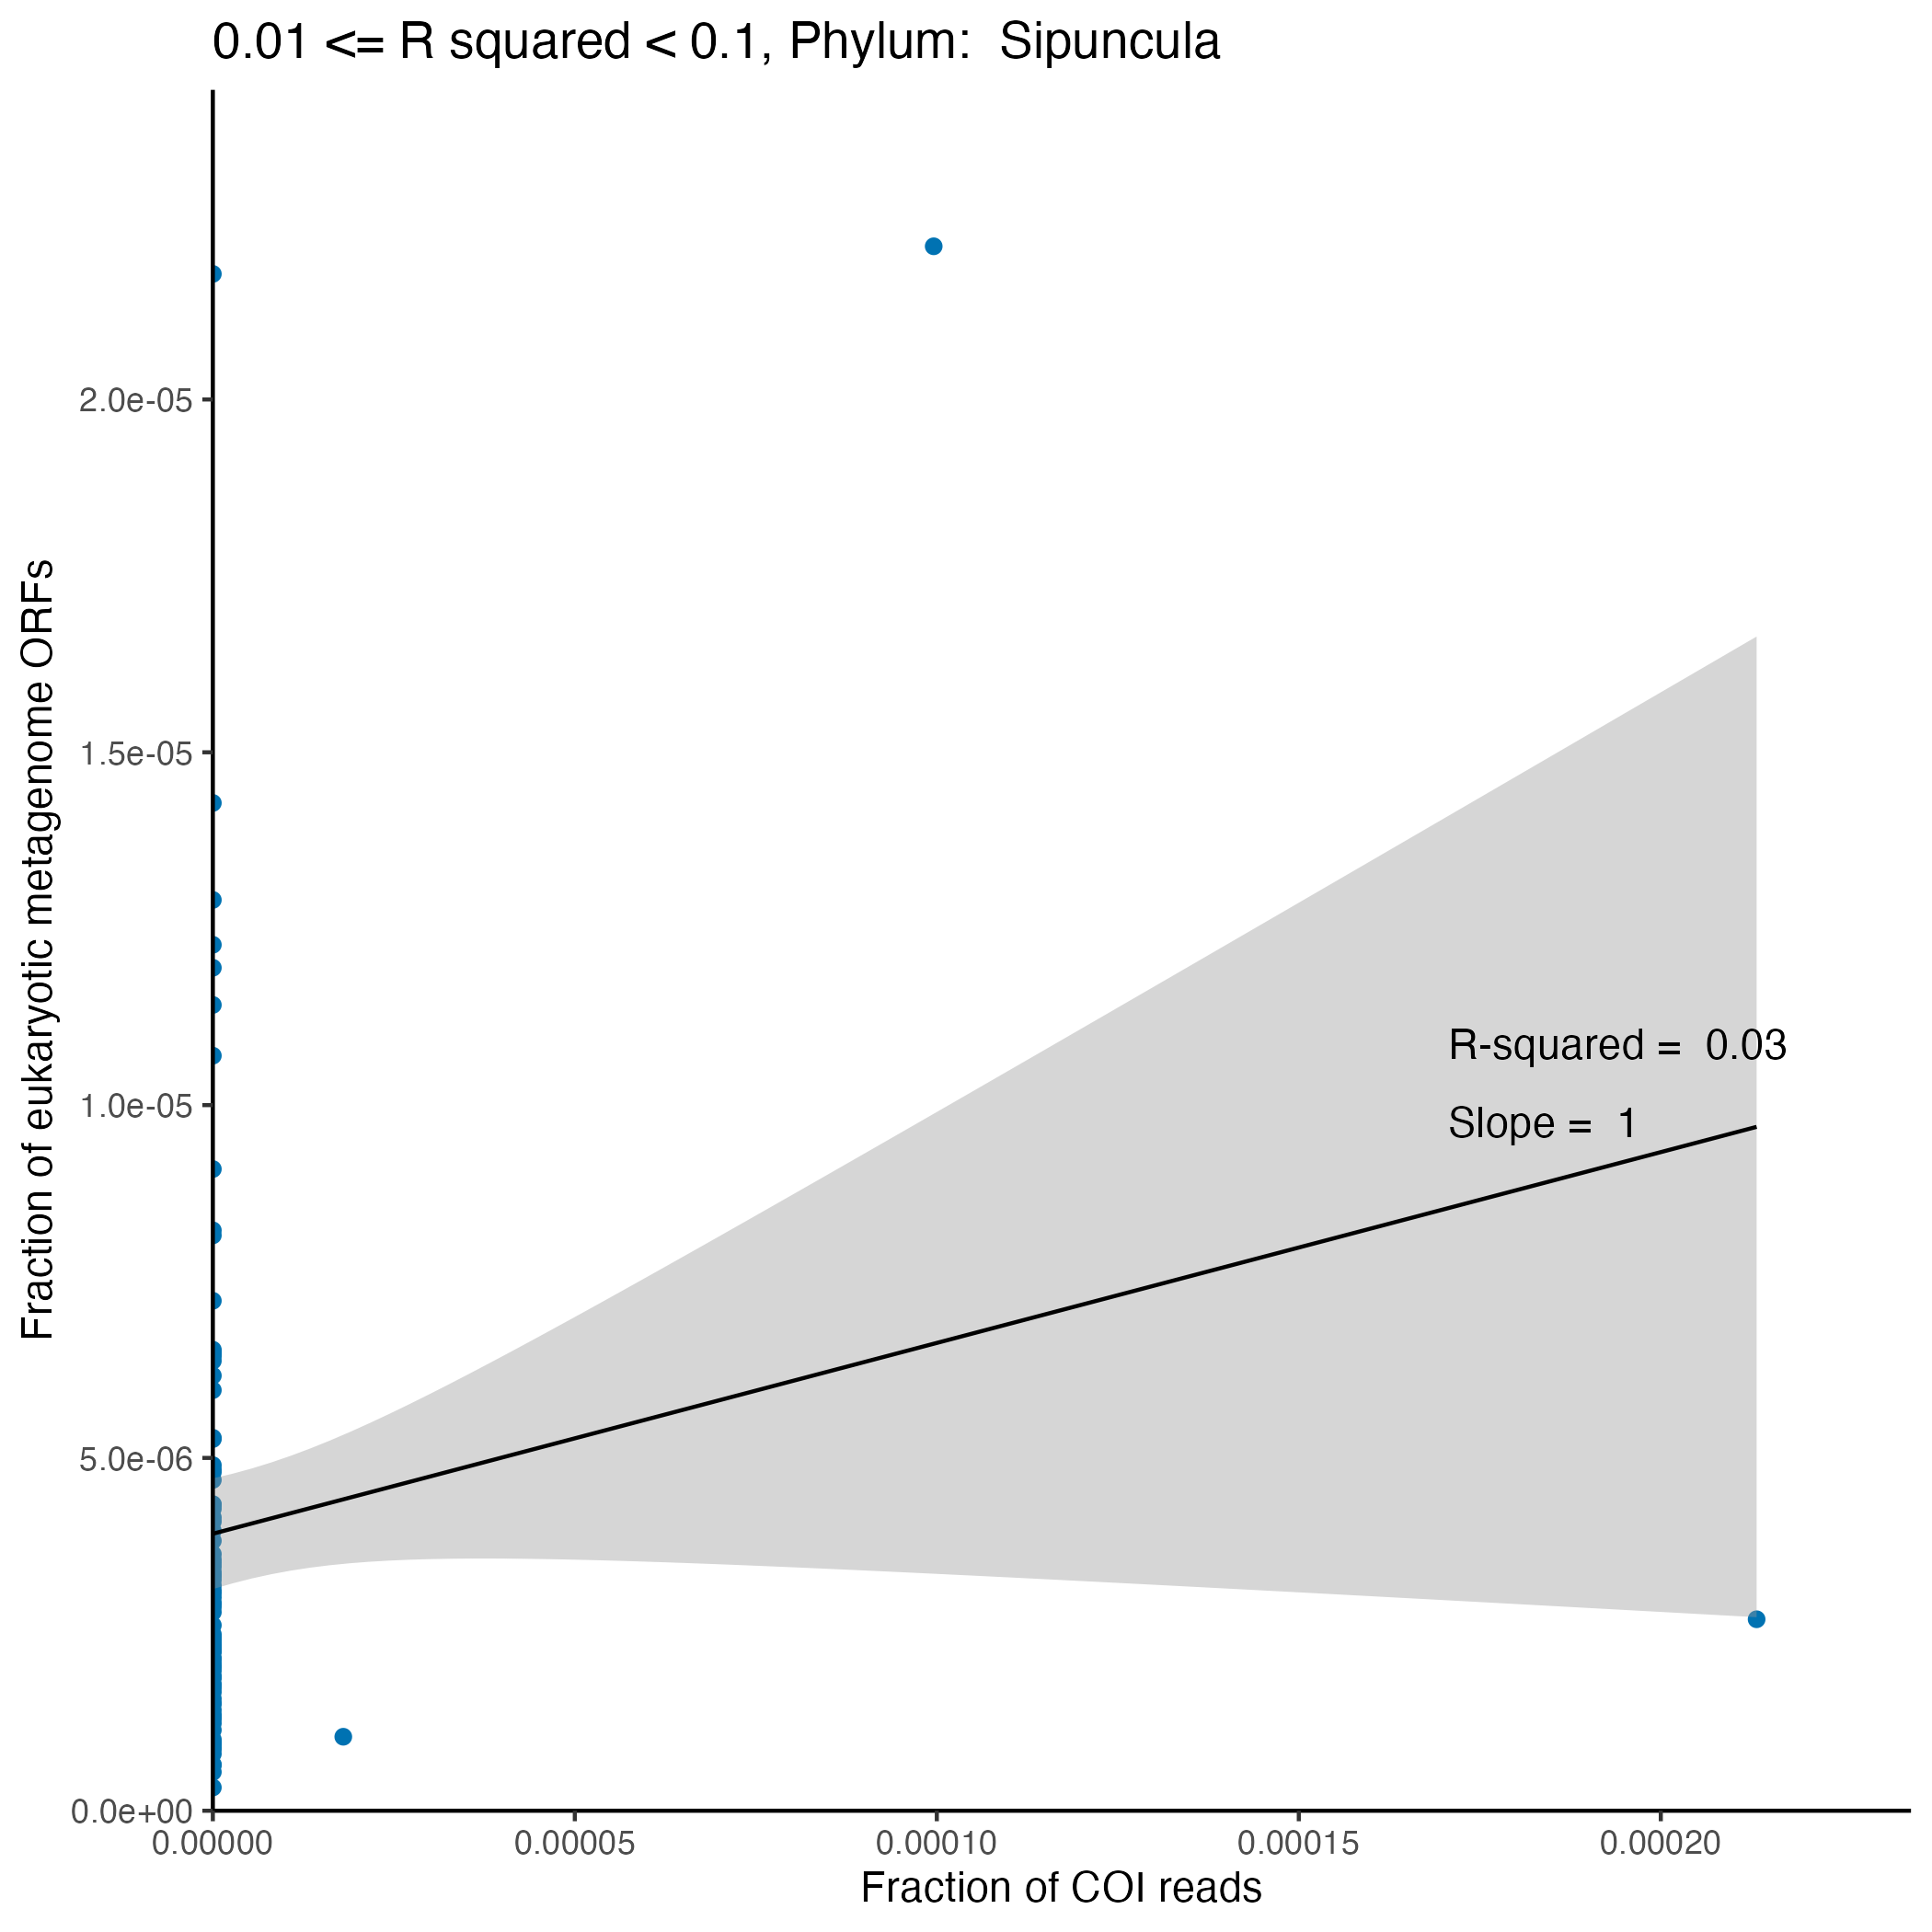 0.01 <= R squared < 0.1, Phylum:  Sipuncula
Fraction of eukaryotic metagenome ORFs
2.0e-05
1.5e-05
1.0e-05
5.0e-06
0.0e+00
R-squared =  0.03
Slope =  1
0.00000
0.00005
0.00010
0.00015
0.00020
Fraction of COI reads